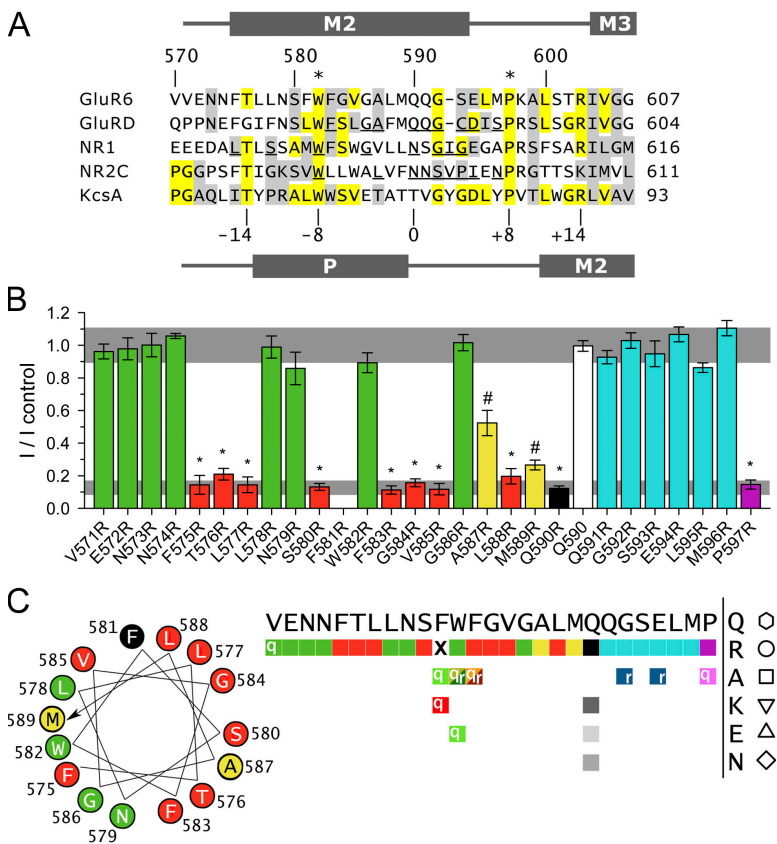 A
M2 M3
570 580 590 600
* *
GluR6 VVENNFTLLNSFWFGVGALMQQG-SELMPKALSTRIVGG 607
GluRD QPPNEFGIFNSLWFSLGAFMQQG-CDISPRSLSGRIVGG 604
NR1 EEEEDALTLSSAMWFSWGVLLNSGIGEGAPRSFSARILGM 616
NR2C PGGPSFTIGKSVWLLWALVFNNSVPIENPRGTTSKIMVL 611
KcsA PGAQLITYPRALWWSVETATTVGYGDLYPVTLWGRLVAV 93
-14 -8 0 +8 +14
P M2
B
I / I control
1.2
1.0
0.8
0.6
0.4
0.2
0.0
* * * * * * * # * # * *
V571R E572R N573R N574R F575R T576R L577R L578R N579R S580R F581R W582R F583R G584R V585R G586R A587R L588R M589R Q590R Q590 Q591R G592R S593R E594R L595R M596R P597R
C
581 F
L 588
L 577
G 584
S 580
A 587
T 576
F 583
N 579
G 586
F 575
W 582
M 589
L 578
V 585
VENNFTLLNSFWFGVGALMQQGSELMP Q
q X R
q qr qr r r q A
q K
q E
N